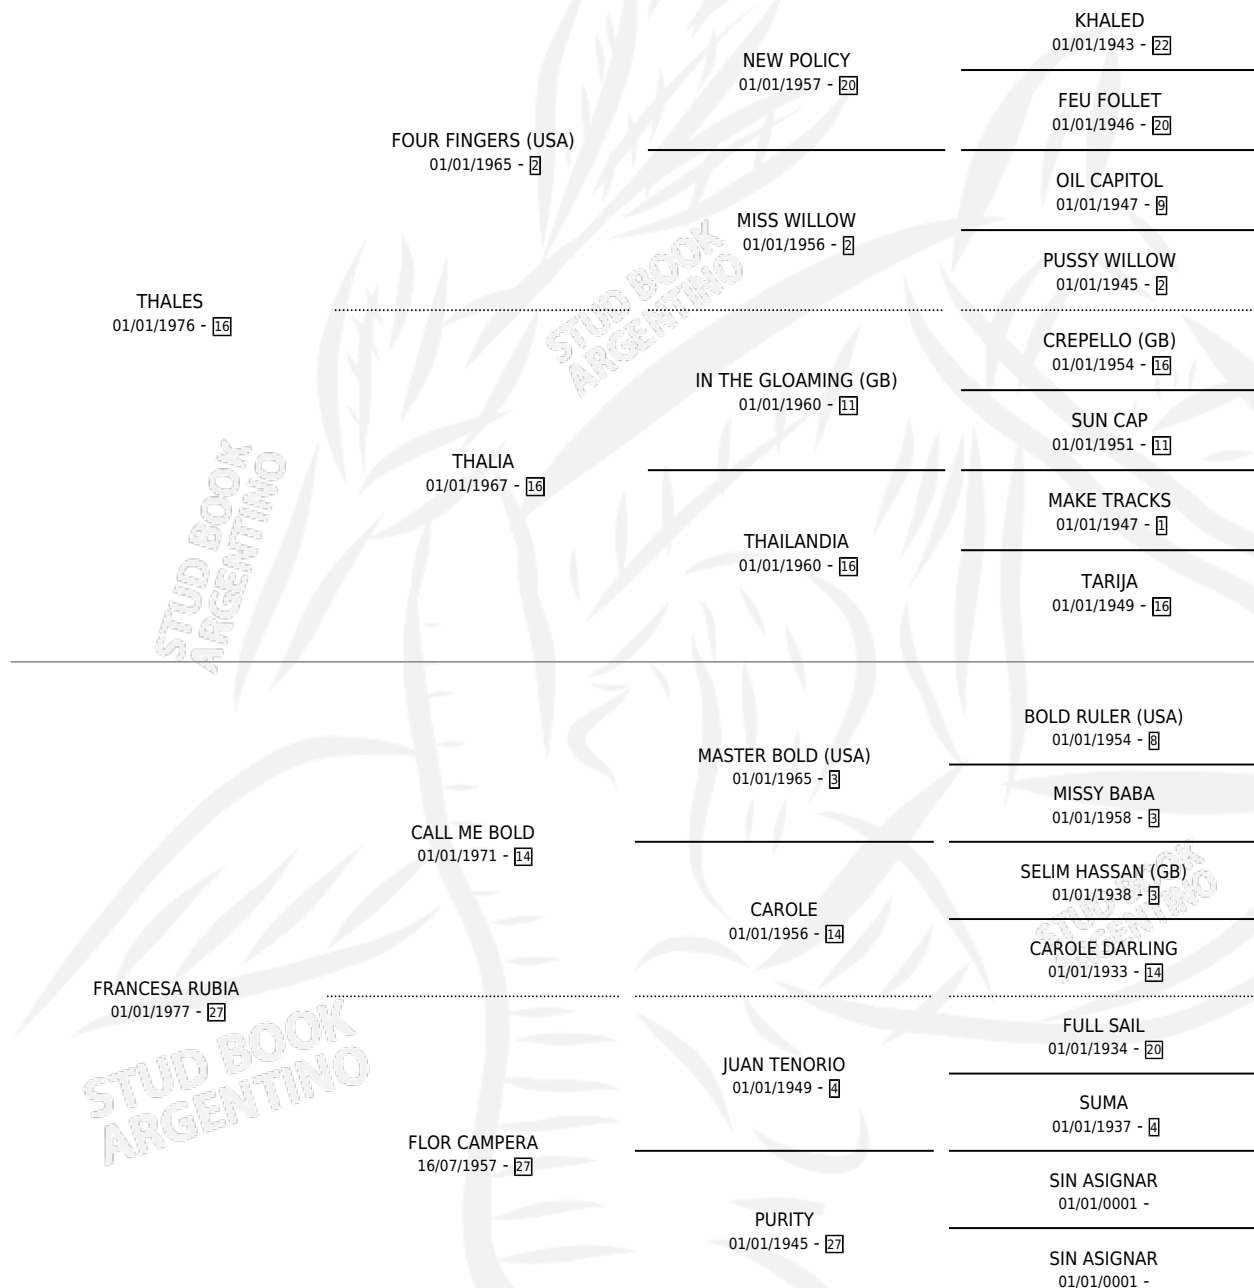 KHALED
01/01/1943 - 22
NEW POLICY
01/01/1957 - 20
FEU FOLLET
01/01/1946 - 20
FOUR FINGERS (USA)
01/01/1965 - 2
OIL CAPITOL
01/01/1947 - 9
MISS WILLOW
01/01/1956 - 2
PUSSY WILLOW
01/01/1945 - 2
THALES
01/01/1976 - 16
CREPELLO (GB)
01/01/1954 - 16
IN THE GLOAMING (GB)
01/01/1960 - 11
SUN CAP
01/01/1951 - 11
THALIA
01/01/1967 - 16
MAKE TRACKS
01/01/1947 - 1
THAILANDIA
01/01/1960 - 16
TARIJA
01/01/1949 - 16
STUD BOOK
ARGENTINO
STUD BOOK
ARGENTINO
BOLD RULER (USA)
01/01/1954 - 8
MASTER BOLD (USA)
01/01/1965 - 3
MISSY BABA
01/01/1958 - 3
CALL ME BOLD
01/01/1971 - 14
SELIM HASSAN (GB)
01/01/1938 - 3
CAROLE
01/01/1956 - 14
CAROLE DARLING
01/01/1933 - 14
FRANCESA RUBIA
01/01/1977 - 27
FULL SAIL
01/01/1934 - 20
JUAN TENORIO
01/01/1949 - 4
SUMA
01/01/1937 - 4
FLOR CAMPERA
16/07/1957 - 27
SIN ASIGNAR
01/01/0001 -
PURITY
01/01/1945 - 27
SIN ASIGNAR
01/01/0001 -
STUD BOOK
ARGENTINO
STUD BOOK
ARGENTINO